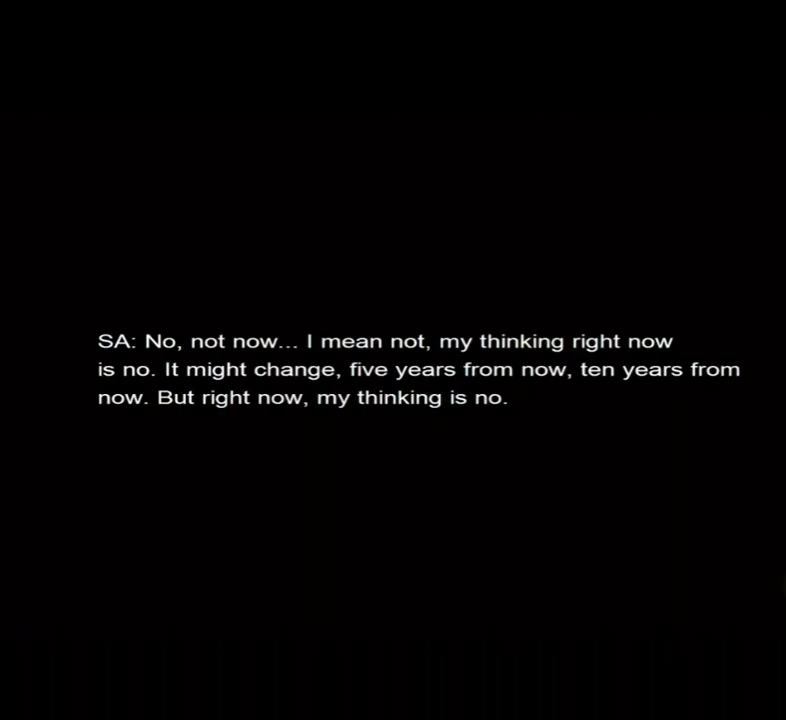 SA: No, not now... I mean not, my thinking right now
is no. It might change, five years from now, ten years from
now. But right now, my thinking is no.